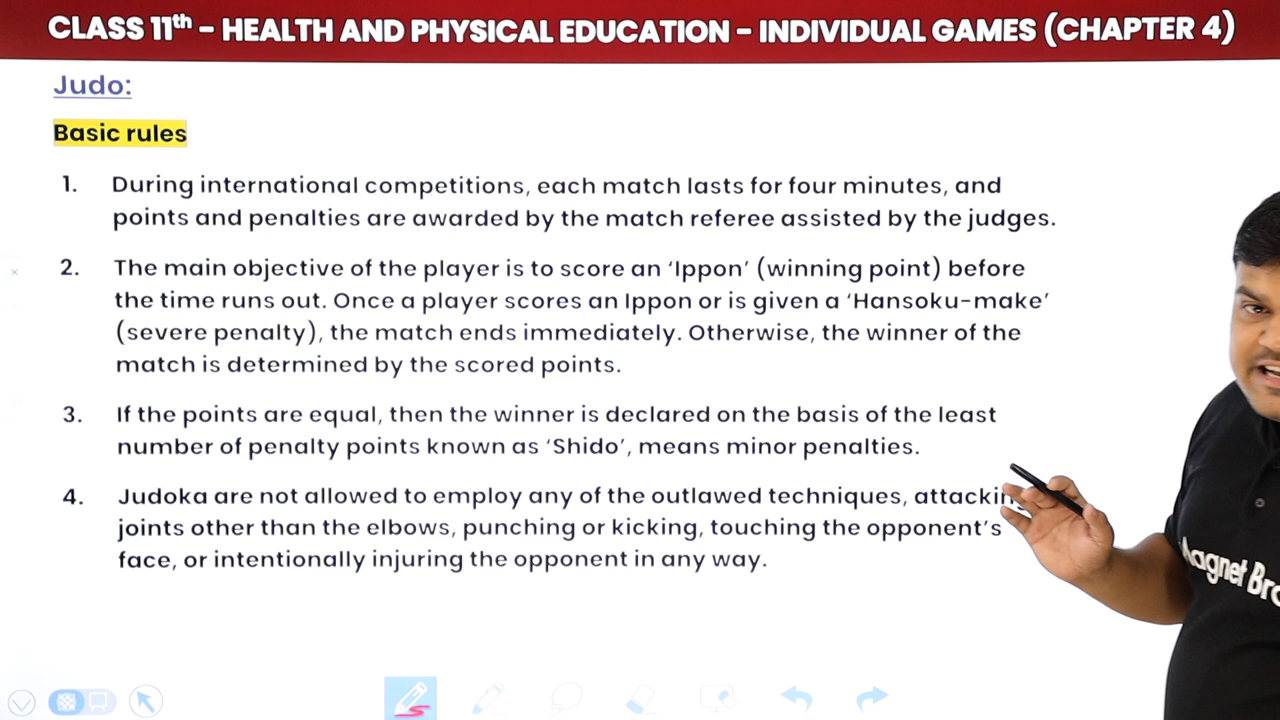 CLASS 11th – HEALTH AND PHYSICAL EDUCATION – INDIVIDUAL GAMES (CHAPTER 4)
Judo:
Basic rules
1. During international competitions, each match lasts for four minutes, and
points and penalties are awarded by the match referee assisted by the judges.
2. The main objective of the player is to score an ‘Ippon’ (winning point) before
the time runs out. Once a player scores an Ippon or is given a ‘Hansoku-make’
(severe penalty), the match ends immediately. Otherwise, the winner of the
match is determined by the scored points.
3. If the points are equal, then the winner is declared on the basis of the least
number of penalty points known as ‘Shido’, means minor penalties.
4. Judoka are not allowed to employ any of the outlawed techniques, attacking
joints other than the elbows, punching or kicking, touching the opponent’s
face, or intentionally injuring the opponent in any way.